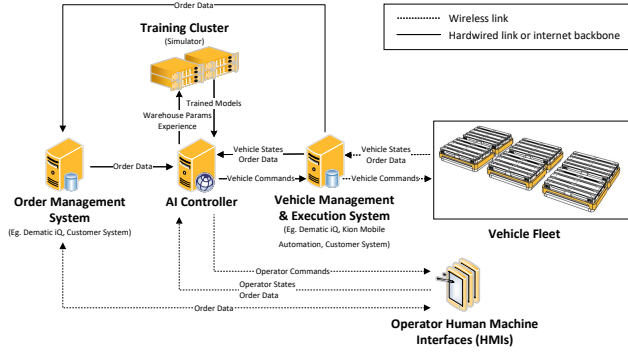 Order Data
Training Cluster
(Simulator)
Wireless link
Hardwired link or internet backbone
Trained Models
Warehouse Params
Experience
Order Data
Vehicle States
Order Data
Vehicle Commands
Vehicle States
Order Data
Vehicle Commands
Order Management
System
(Eg. Dematic iQ, Customer System)
AI Controller
Vehicle Management
& Execution System
(Eg. Dematic iQ, Kion Mobile
Automation, Customer System)
Vehicle Fleet
Operator Commands
Operator States
Order Data
Order Data
Operator Human Machine
Interfaces (HMIs)